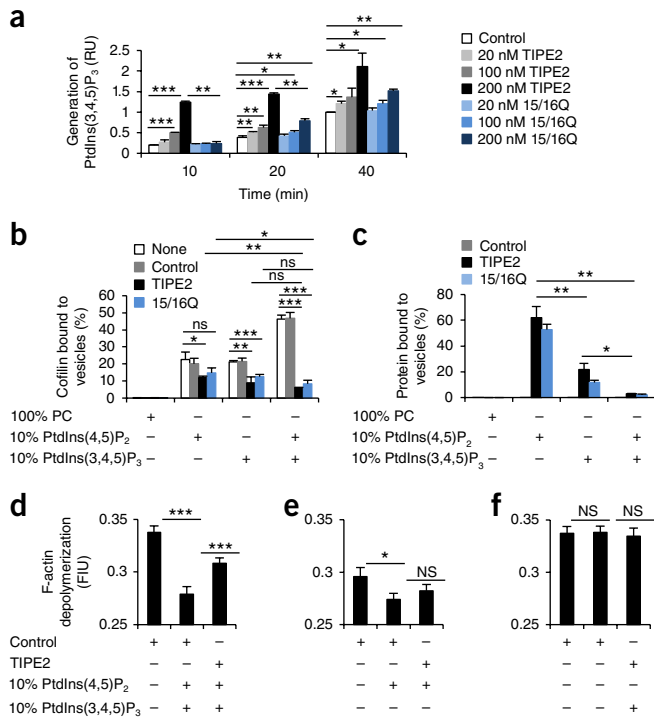 a
Generation of
PtdIns(3,4,5)P3 (RU)
2.5
2
1.5
1
0.5
0
*** ** ***
** * *** ** ** **
** * * *
10 20 40
Time (min)
Control
20 nM TIPE2
100 nM TIPE2
200 nM TIPE2
20 nM 15/16Q
100 nM 15/16Q
200 nM 15/16Q
b
None
Control
TIPE2
15/16Q
Cofilin bound to
vesicles (%)
60
50
40
30
20
10
0
*
**
ns
ns
ns *** ***
* ** ***
100% PC + – – –
10% PtdIns(4,5)P2 – + – +
10% PtdIns(3,4,5)P3 – – + +
c
Control
TIPE2
15/16Q
Protein bound to
vesicles (%)
80
60
40
20
0
**
**
*
100% PC + – – –
10% PtdIns(4,5)P2 – + – +
10% PtdIns(3,4,5)P3 – – + +
d
F-actin
depolymerization
(FIU)
0.35
0.3
0.25
***
***
e
0.35
0.3
0.25
*
NS
f
0.35
0.3
0.25
NS NS
Control + + – + + – + + –
TIPE2 – – + – – + – – +
10% PtdIns(4,5)P2 – + + – + + – – –
10% PtdIns(3,4,5)P3 – + + – – – – – +